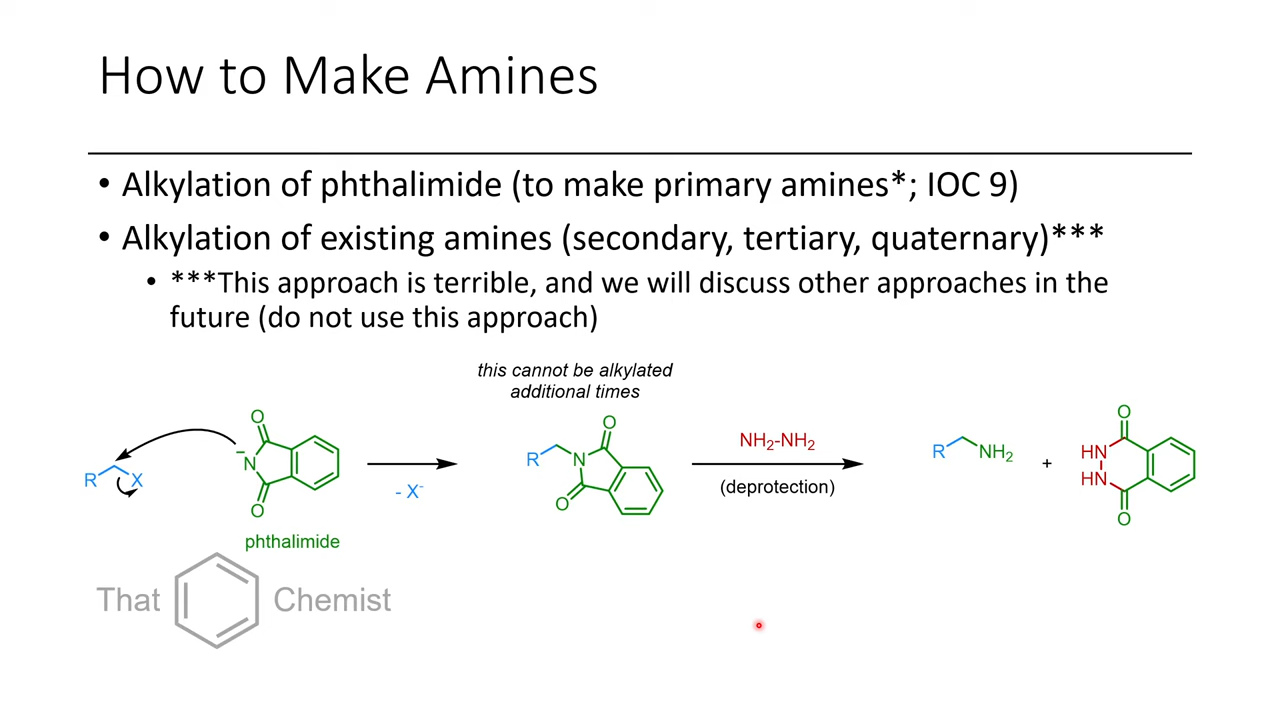 How to Make Amines
• Alkylation of phthalimide (to make primary amines*; IOC 9)
• Alkylation of existing amines (secondary, tertiary, quaternary)***
• ***This approach is terrible, and we will discuss other approaches in the
future (do not use this approach)
this cannot be alkylated
additional times
R X
O
− N
O
phthalimide
- X⁻
R N
O
O
NH₂-NH₂
(deprotection)
R NH₂
+
O
HN
HN
O
That Chemist